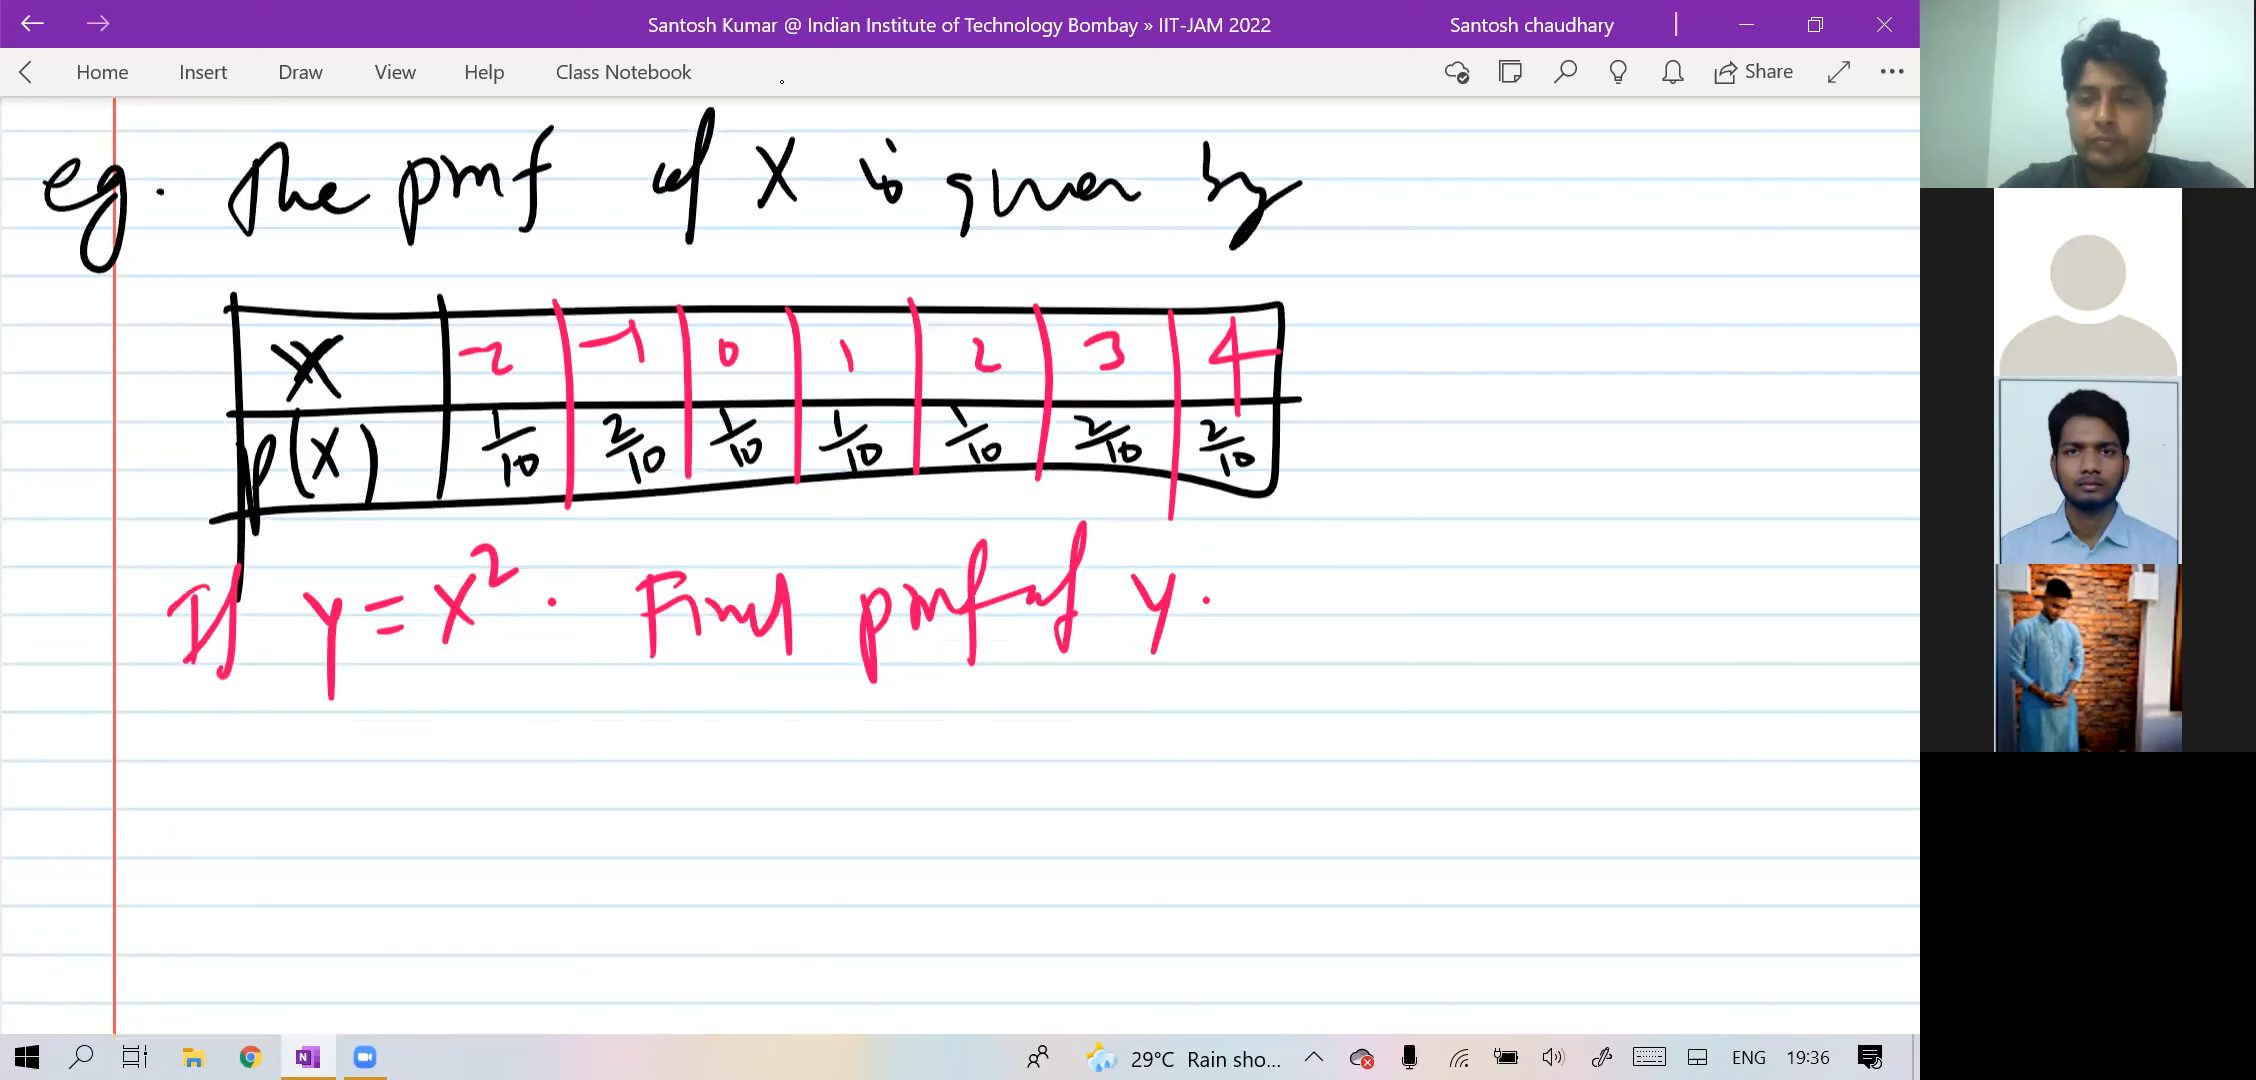 Santosh Kumar @ Indian Institute of Technology Bombay » IIT-JAM 2022 Santosh chaudhary
Home Insert Draw View Help Class Notebook Share
eg. The pmf of X is given by
X -2 -1 0 1 2 3 4
p(X) 1/10 2/10 1/10 1/10 1/10 2/10 2/10
If Y = X² . Find pmf of Y.
29°C Rain sho... ENG 19:36